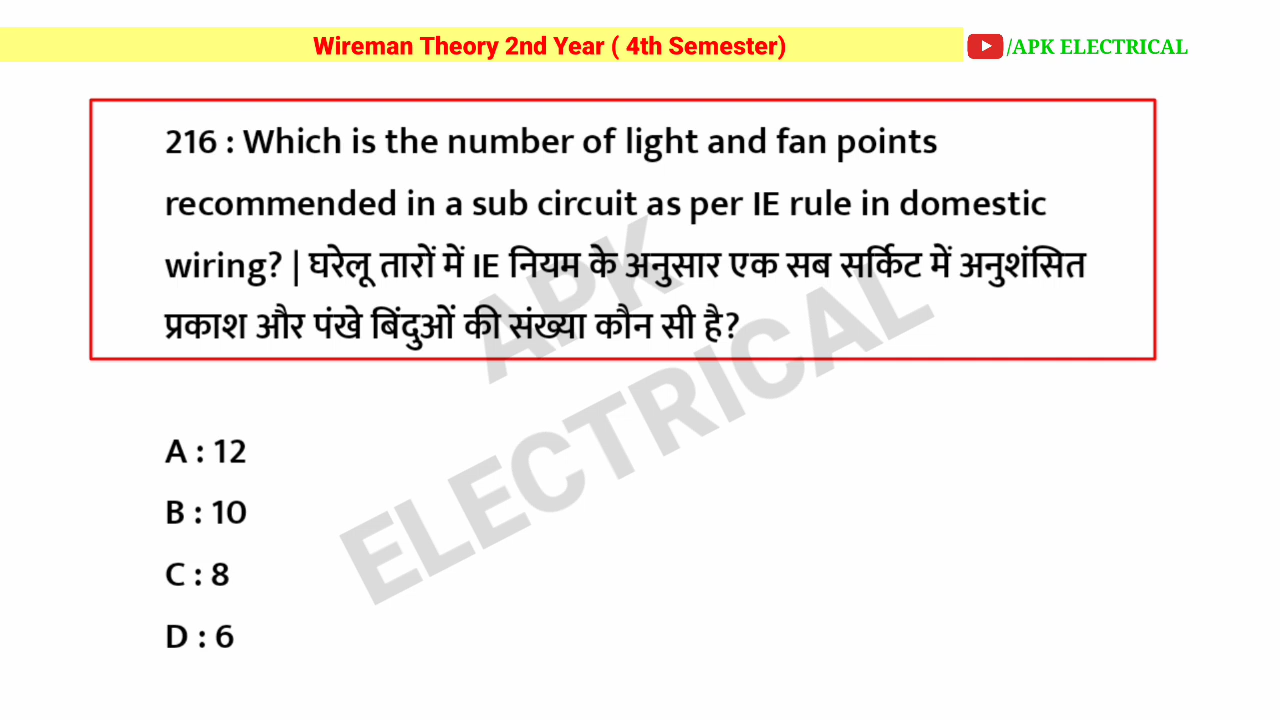 Wireman Theory 2nd Year ( 4th Semester)
/APK ELECTRICAL
216 : Which is the number of light and fan points
recommended in a sub circuit as per IE rule in domestic
wiring? | घरेलू तारों में IE नियम के अनुसार एक सब सर्किट में अनुशंसित
प्रकाश और पंखे बिंदुओं की संख्या कौन सी है?
APK
ELECTRICAL
A : 12
B : 10
C : 8
D : 6